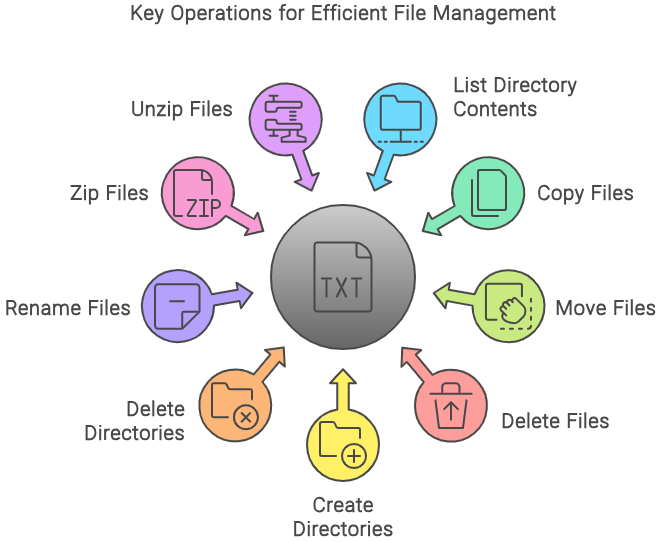 Key Operations for Efficient File Management
List Directory
Contents
Unzip Files
Zip Files
ZIP
Copy Files
TXT
Rename Files
Move Files
Delete
Directories
Delete Files
Create
Directories